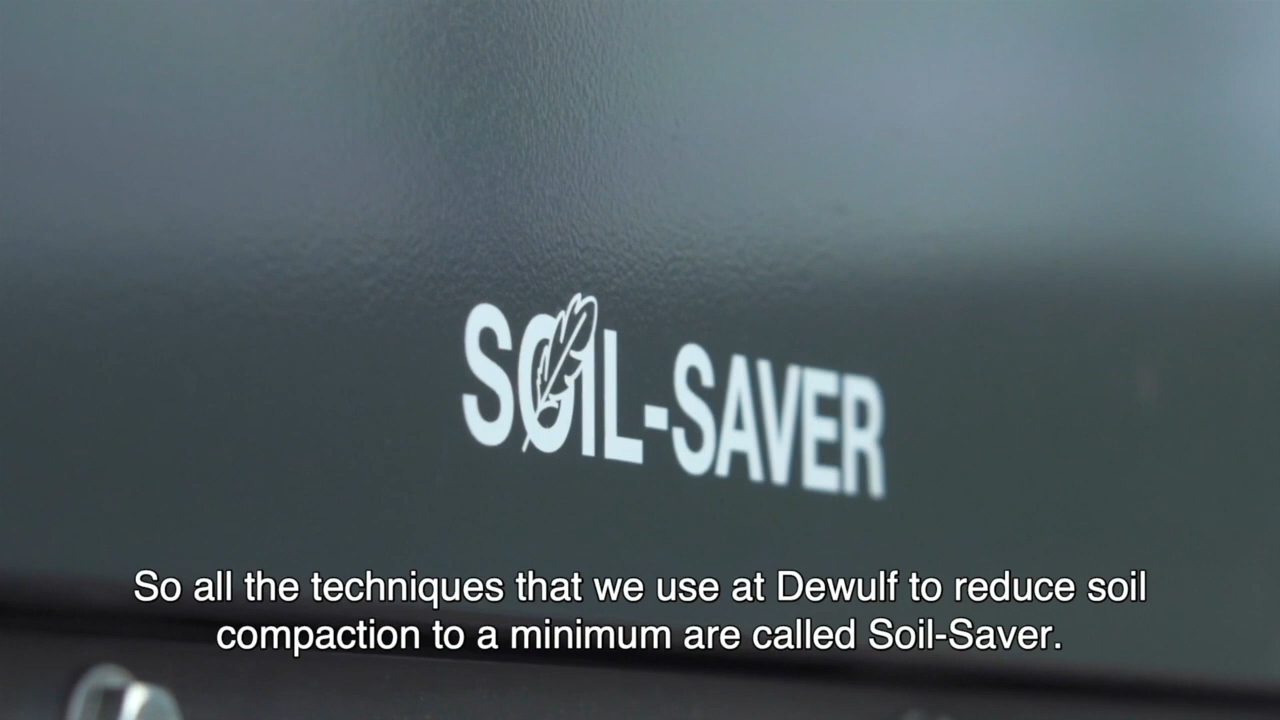 SOIL-SAVER
So all the techniques that we use at Dewulf to reduce soil
compaction to a minimum are called Soil-Saver.